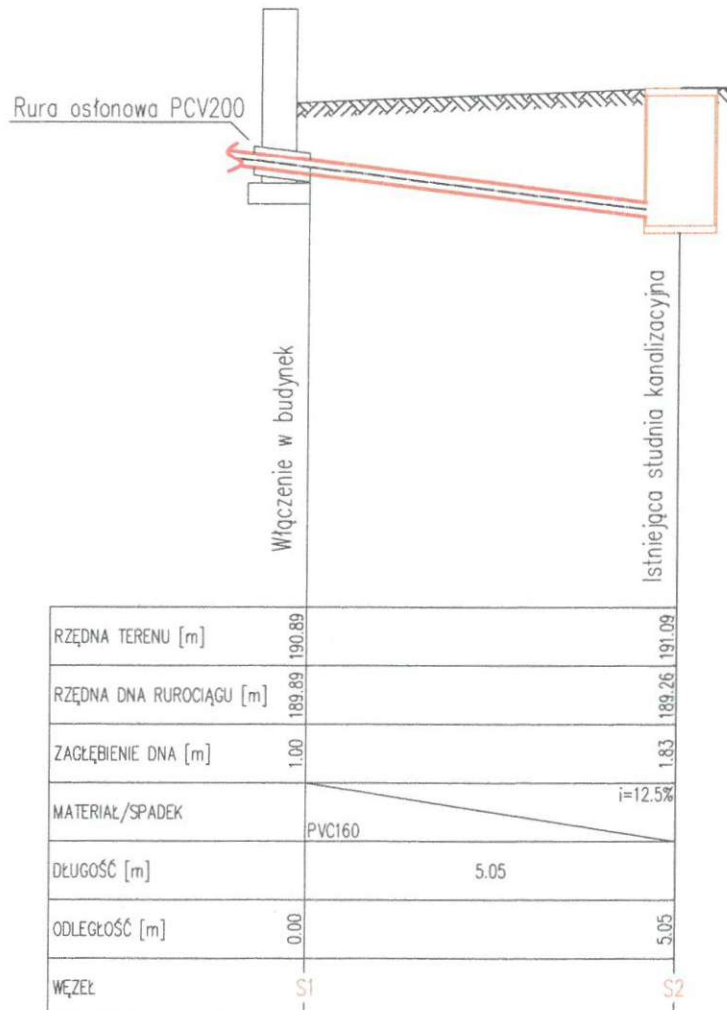 Rura osłonowa PCV200
Włączenie w budynek
Istniejąca studnia kanalizacyjna
RZĘDNA TERENU [m] 190.89 191.09
RZĘDNA DNA RUROCIĄGU [m] 189.89 189.26
ZAGŁĘBIENIE DNA [m] 1.00 1.83
MATERIAŁ/SPADEK PVC160 i=12.5%
DŁUGOŚĆ [m] 5.05
ODLEGŁOŚĆ [m] 0.00 5.05
WĘZEŁ S1 S2